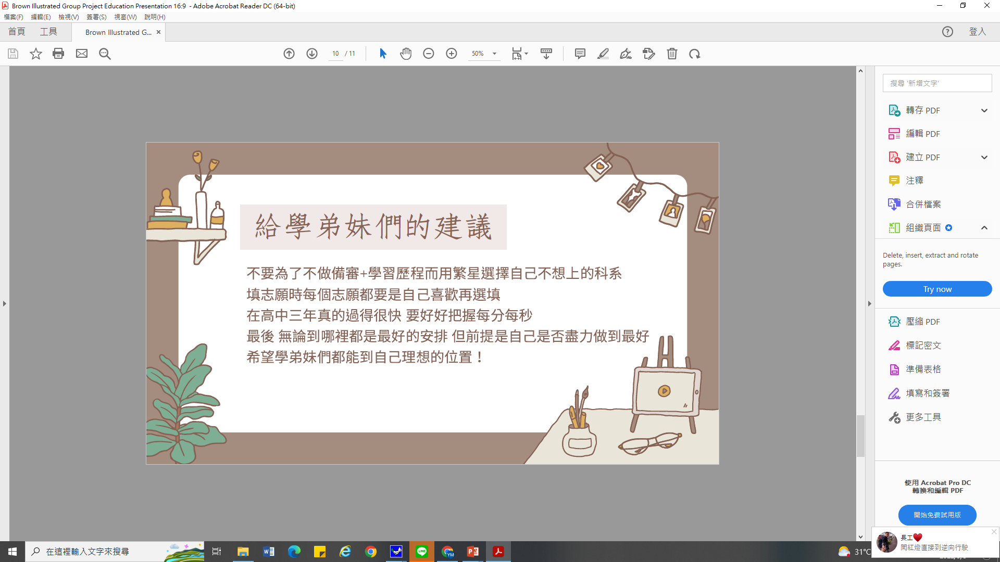 Brown Illustrated Group Project Education Presentation 16:9 - Adobe Acrobat Reader DC (64-bit)
檔案(F) 編輯(E) 檢視(V) 簽署(S) 視窗(W) 說明(H)
首頁 工具 Brown Illustrated G... 登入
10 / 11 50%
搜尋 '新增文字'
轉存 PDF
編輯 PDF
建立 PDF
注釋
合併檔案
組織頁面
Delete, insert, extract and rotate
pages.
Try now
壓縮 PDF
標記密文
準備表格
填寫和簽署
更多工具
使用 Acrobat Pro DC
轉換和編輯 PDF
開始免費試用版
給學弟妹們的建議
不要為了不做備審+學習歷程而用繁星選擇自己不想上的科系
填志願時每個志願都要是自己喜歡再選填
在高中三年真的過得很快 要好好把握每分每秒
最後 無論到哪裡都是最好的安排 但前提是自己是否盡力做到最好
希望學弟妹們都能到自己理想的位置！
長工
闖紅燈直接到逆向行駛
在這裡輸入文字來搜尋
LINE
YM
31°C